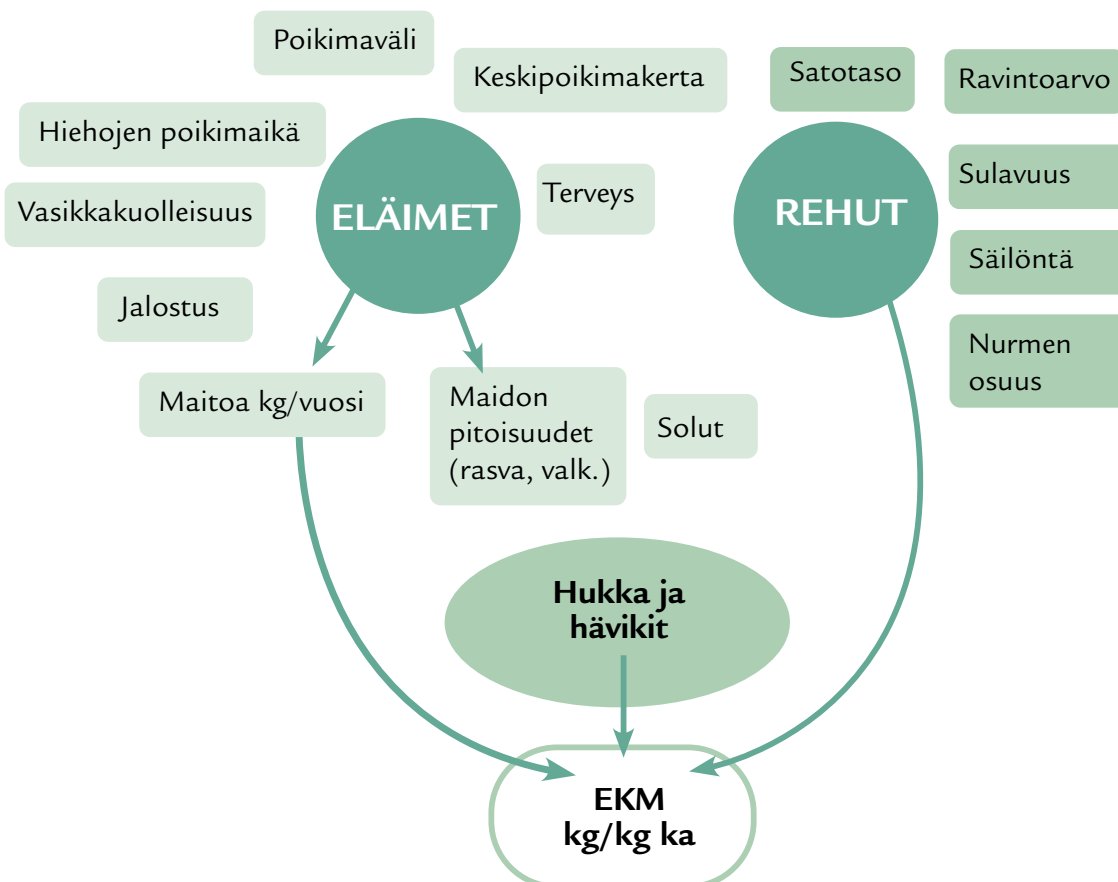 Poikimaväli
Keskipoikimakerta
Satotaso
Ravintoarvo
Hiehojen poikimaikä
Vasikkakuolleisuus
ELÄIMET
Terveys
REHUT
Sulavuus
Säilöntä
Jalostus
Nurmen
osuus
Maitoa kg/vuosi
Maidon
pitoisuudet
(rasva, valk.)
Solut
Hukka ja
hävikit
EKM
kg/kg ka